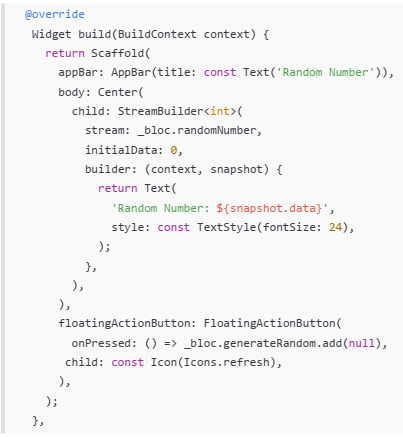 @override
Widget build(BuildContext context) {
return Scaffold(
appBar: AppBar(title: const Text('Random Number')),
body: Center(
child: StreamBuilder<int>(
stream: _bloc.randomNumber,
initialData: 0,
builder: (context, snapshot) {
return Text(
'Random Number: ${snapshot.data}',
style: const TextStyle(fontSize: 24),
);
},
),
),
floatingActionButton: FloatingActionButton(
onPressed: () => _bloc.generateRandom.add(null),
child: const Icon(Icons.refresh),
),
);
},